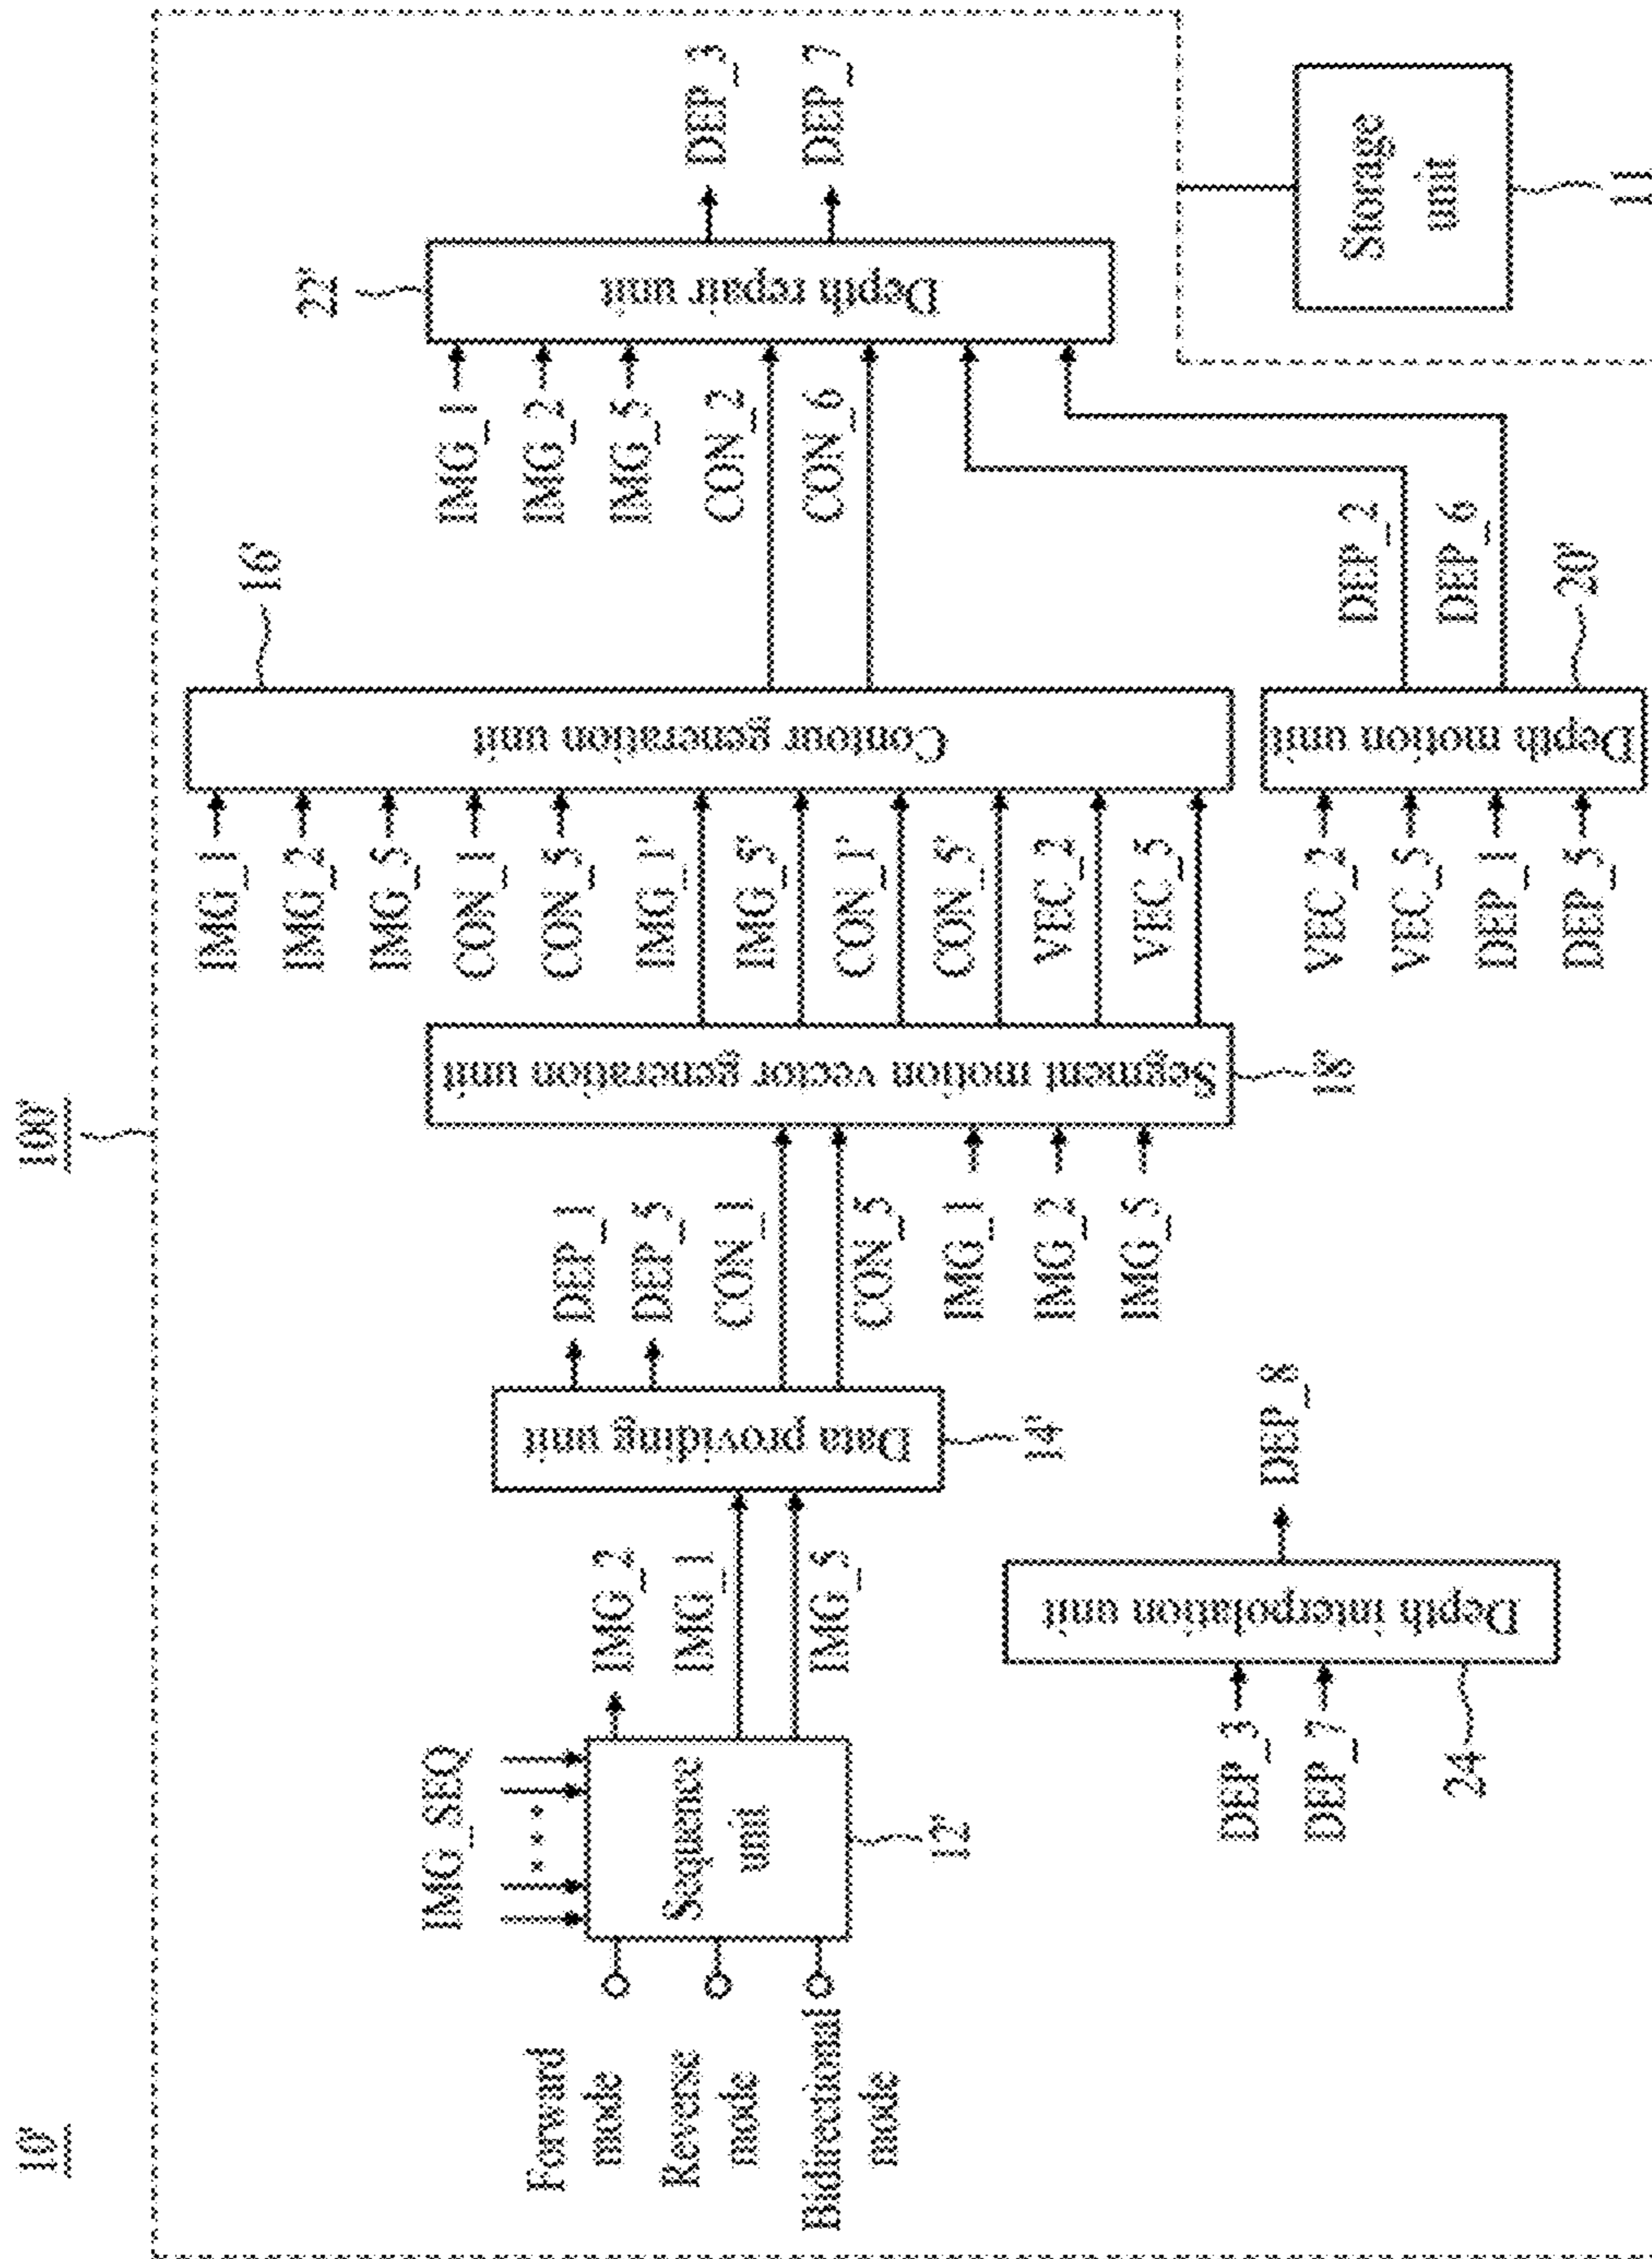 10'
100'
Forward
mode
Reverse
mode
Bidirectional
mode
IMG_SEQ
Sequence
unit
12'
IMG_2
IMG_1
IMG_5
Data providing unit
14'
DEP_1
DEP_5
CON_1
CON_5
IMG_1
IMG_2
IMG_5
Segment motion vector generation unit
18'
IMG_1
IMG_2
IMG_5
CON_1
CON_5
IMG_1'
IMG_5'
CON_1'
CON_5'
VEC_2
VEC_5
Contour generation unit
16'
VEC_2
VEC_5
DEP_1
DEP_5
Depth motion unit
20'
DEP_2
DEP_6
IMG_1
IMG_2
IMG_5
CON_2
CON_6
Depth repair unit
22'
DEP_3
DEP_7
DEP_3
DEP_7
Depth interpolation unit
24
DEP_8
Storage
unit
11